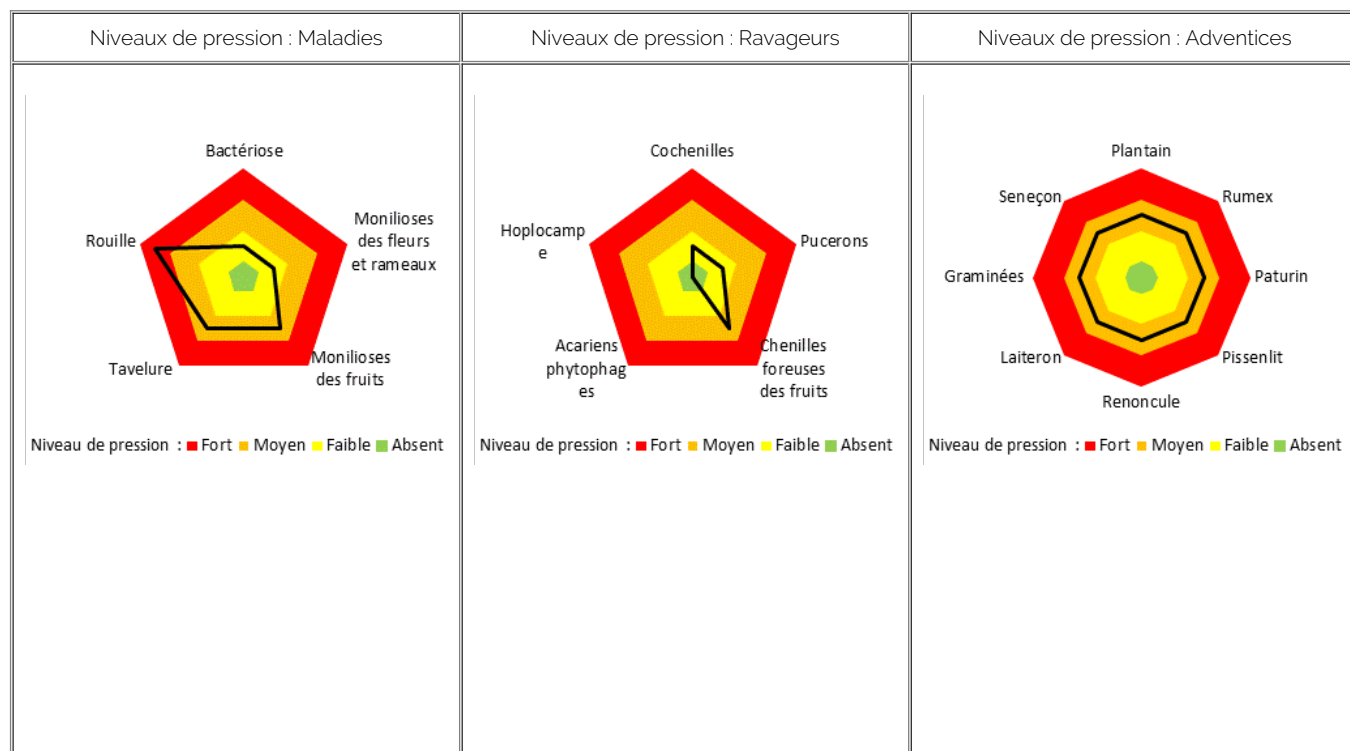 Niveaux de pression : Maladies
Niveaux de pression : Ravageurs
Niveaux de pression : Adventices
Bactériose
Monilioses
des fleurs
et rameaux
Monilioses
des fruits
Tavelure
Rouille
Niveau de pression : Fort Moyen Faible Absent
Cochenilles
Pucerons
Chenilles
foreuses
des fruits
Acariens
phytophag
es
Hoplocamp
e
Niveau de pression : Fort Moyen Faible Absent
Plantain
Rumex
Paturin
Pissenlit
Renoncule
Laiteron
Graminées
Seneçon
Niveau de pression : Fort Moyen Faible Absent